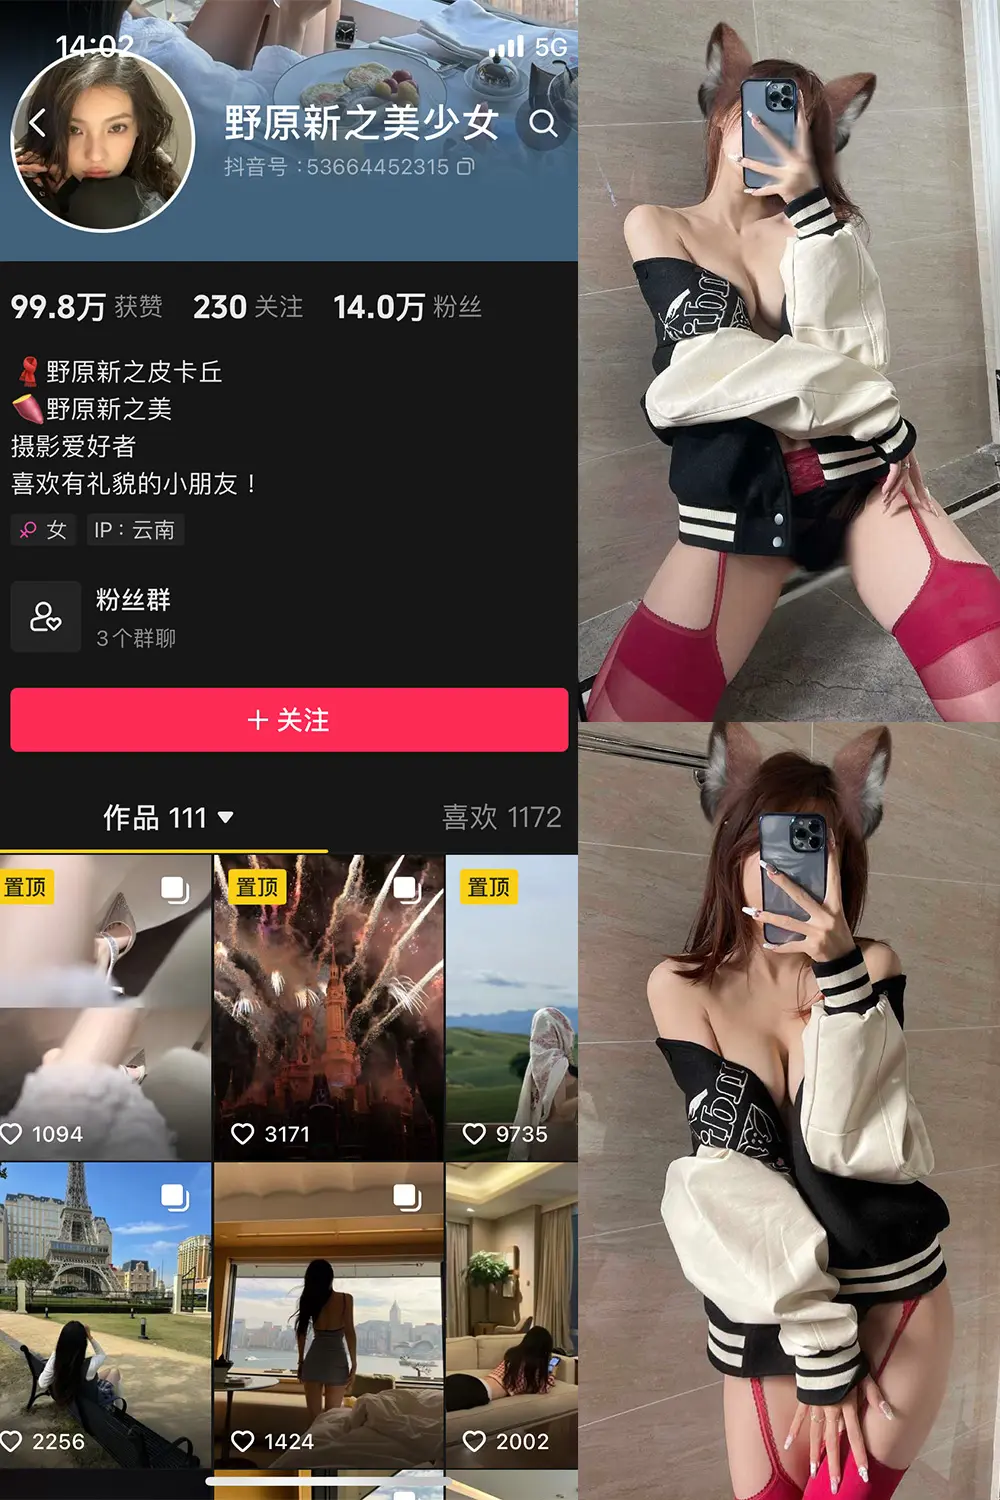 14:02
5G
野原新之美少女
抖音号：53664452315
99.8万 获赞 230 关注 14.0万 粉丝
野原新之皮卡丘
野原新之美
摄影爱好者
喜欢有礼貌的小朋友！
女 IP：云南
粉丝群
3个群聊
＋关注
作品 111 喜欢 1172
置顶 置顶 置顶
1094 3171 9735
2256 1424 2002